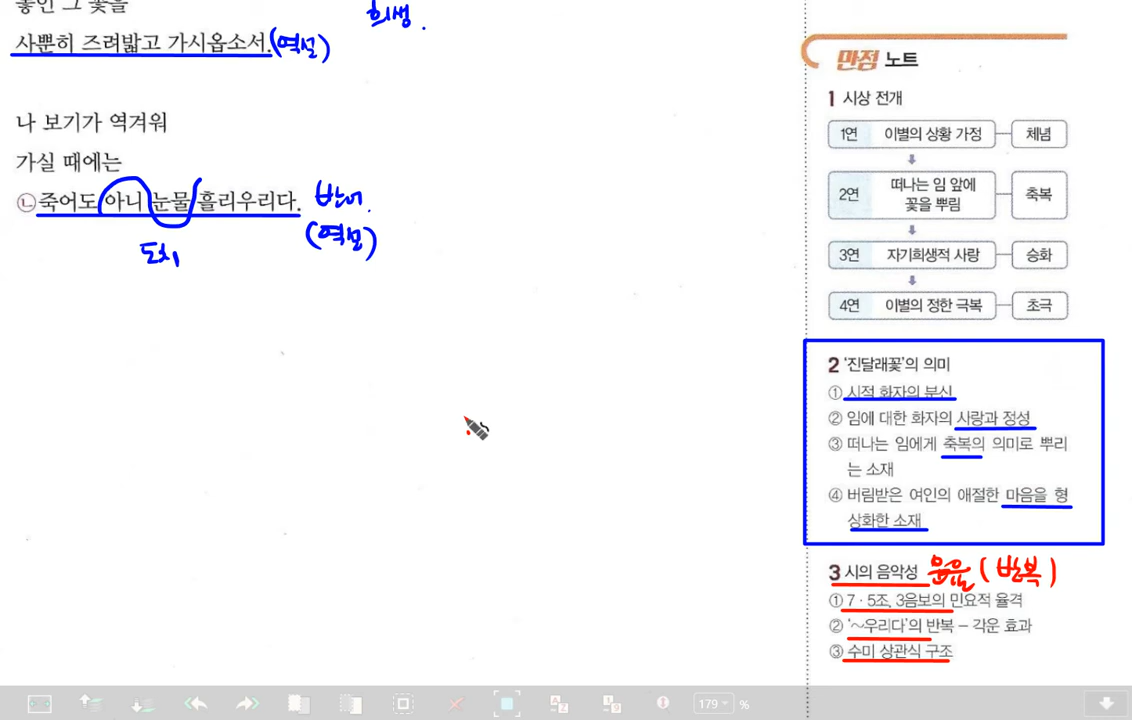 놓인 그 꽃을
희생.
사뿐히 즈려밟고 가시옵소서.(역설)
나 보기가 역겨워
가실 때에는
㉡죽어도 아니 눈물 흘리우리다. 반어.
(역설)
도치
만점 노트
1 시상 전개
1연 이별의 상황 가정 체념
2연 떠나는 임 앞에 꽃을 뿌림 축복
3연 자기희생적 사랑 승화
4연 이별의 정한 극복 초극
2 '진달래꽃'의 의미
① 시적 화자의 분신
② 임에 대한 화자의 사랑과 정성
③ 떠나는 임에게 축복의 의미로 뿌리
는 소재
④ 버림받은 여인의 애절한 마음을 형
상화한 소재
3 시의 음악성 운율 (반복)
① 7·5조, 3음보의 민요적 율격
② '~우리다'의 반복 – 각운 효과
③ 수미 상관식 구조
179 %